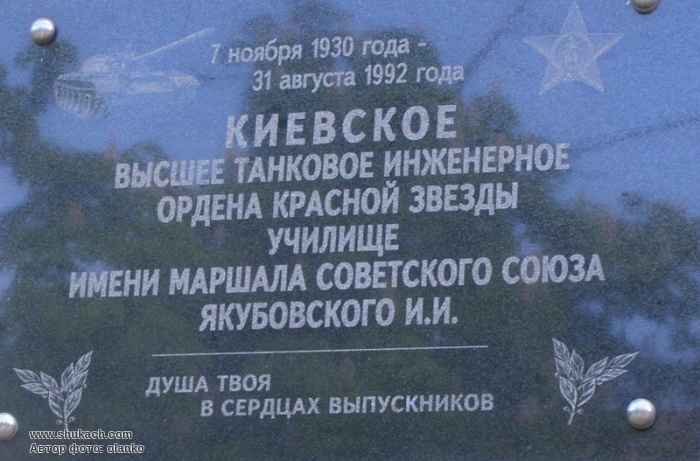 7 ноября 1930 года -
31 августа 1992 года
КИЕВСКОЕ
ВЫСШЕЕ ТАНКОВОЕ ИНЖЕНЕРНОЕ
ОРДЕНА КРАСНОЙ ЗВЕЗДЫ
УЧИЛИЩЕ
ИМЕНИ МАРШАЛА СОВЕТСКОГО СОЮЗА
ЯКУБОВСКОГО И.И.
ДУША ТВОЯ
В СЕРДЦАХ ВЫПУСКНИКОВ
www.shukach.com
Автор фото: olanko